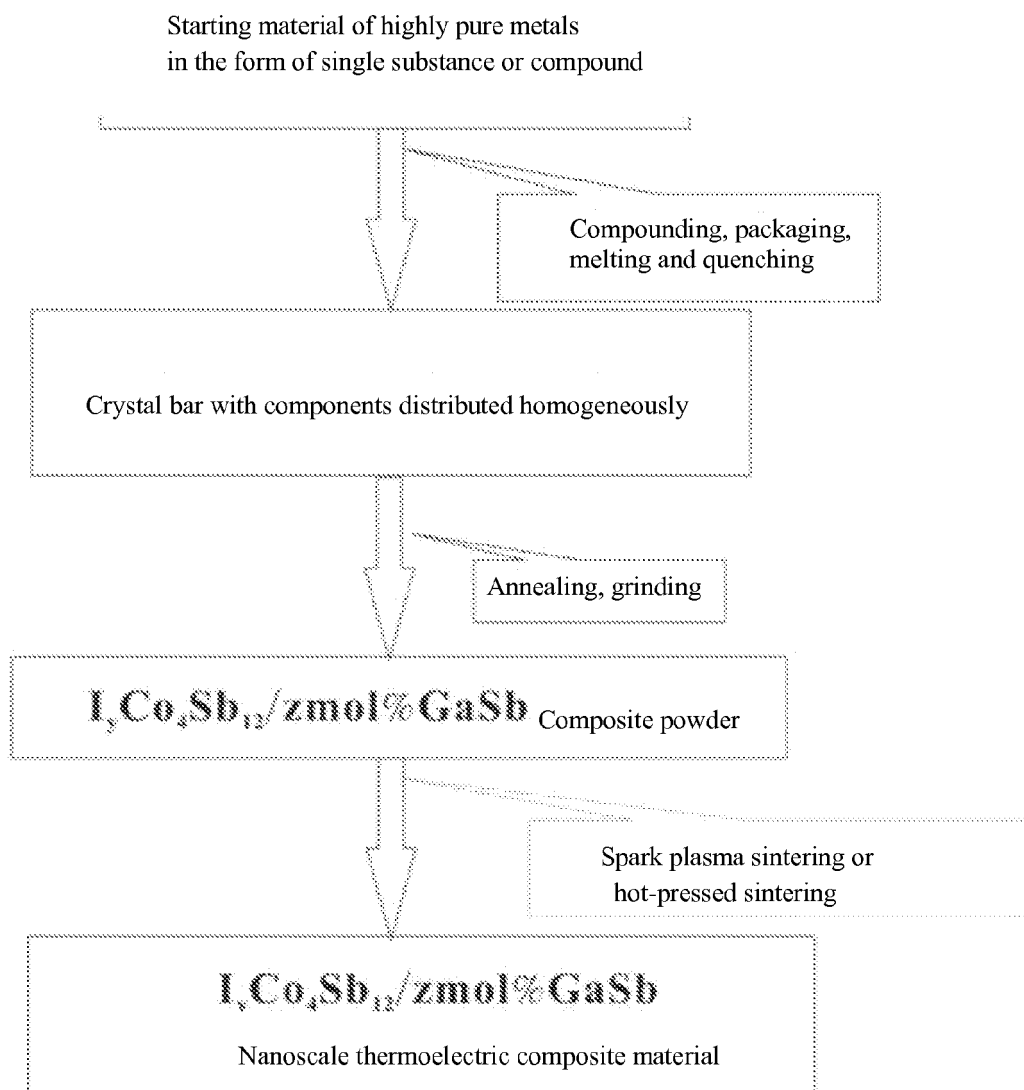 Starting material of highly pure metals
in the form of single substance or compound
Compounding, packaging,
melting and quenching
Crystal bar with components distributed homogeneously
Annealing, grinding
IyCo4Sb12/zmol%GaSb Composite powder
Spark plasma sintering or
hot-pressed sintering
IyCo4Sb12/zmol%GaSb
Nanoscale thermoelectric composite material